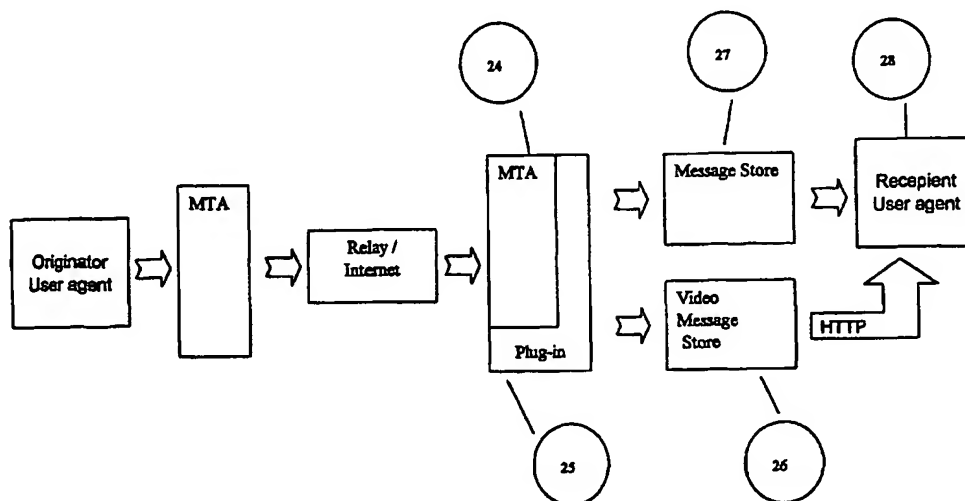 24
27
28
MTA
Message Store
Recepient
User agent
MTA
Originator
User agent
Relay /
Internet
Video
Message
Store
HTTP
Plug-in
25
26